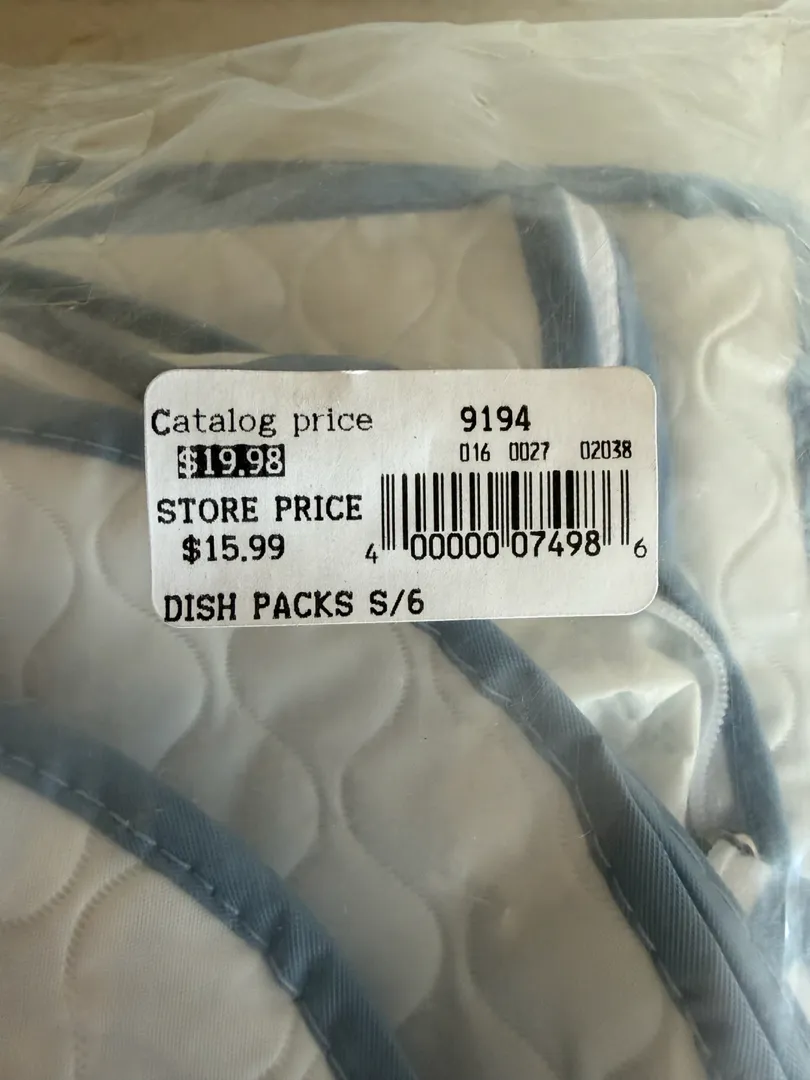 Catalog price
$19.98
STORE PRICE
$15.99
9194
016 0027 02038
4 00000 07498 6
DISH PACKS S/6